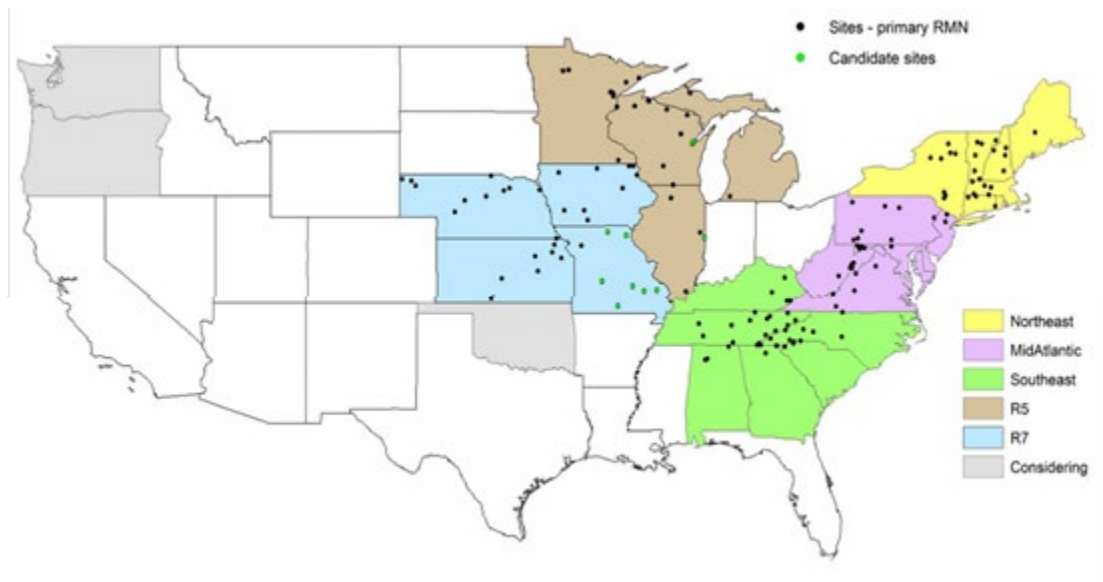 Sites - primary RMN
Candidate sites
Northeast
MidAtlantic
Southeast
R5
R7
Considering